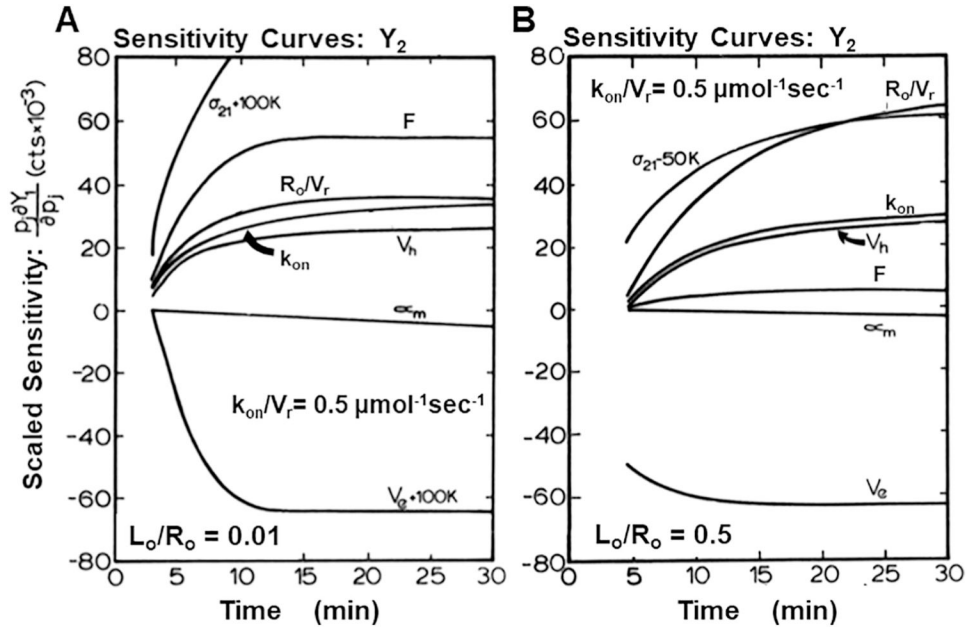 A
Sensitivity Curves: Y₂
Scaled Sensitivity: pⱼ∂Y₁/∂pⱼ (cts×10⁻³)
80
60
40
20
0
-20
-40
-60
-80
σ₂₁+100K
F
Rₒ/Vᵣ
kₒₙ
Vₕ
∝ₘ
kₒₙ/Vᵣ= 0.5 µmol⁻¹sec⁻¹
Vₑ+100K
Lₒ/Rₒ = 0.01
0 5 10 15 20 25 30
Time (min)
B
Sensitivity Curves: Y₂
80
60
40
20
0
-20
-40
-60
-80
kₒₙ/Vᵣ= 0.5 µmol⁻¹sec⁻¹
Rₒ/Vᵣ
σ₂₁-50K
kₒₙ
Vₕ
F
∝ₘ
Vₑ
Lₒ/Rₒ = 0.5
0 5 10 15 20 25 30
Time (min)